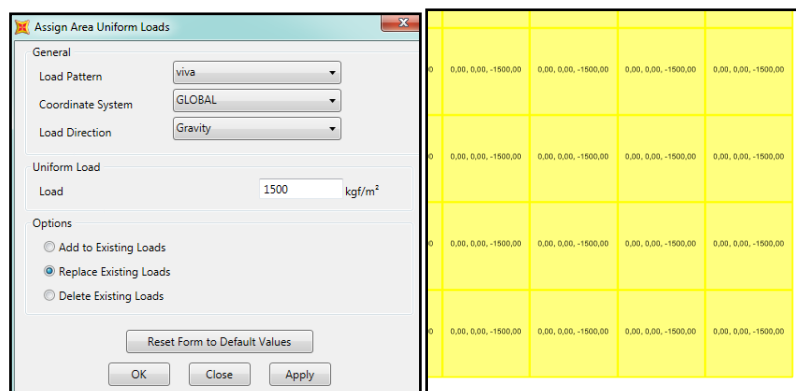 Assign Area Uniform Loads
General
Load Pattern viva
Coordinate System GLOBAL
Load Direction Gravity
Uniform Load
Load 1500 kgf/m²
Options
Add to Existing Loads
Replace Existing Loads
Delete Existing Loads
Reset Form to Default Values
OK Close Apply
0 0,00, 0,00, -1500,00 0,00, 0,00, -1500,00 0,00, 0,00, -1500,00 0,00, 0,00, -1500,00
0 0,00, 0,00, -1500,00 0,00, 0,00, -1500,00 0,00, 0,00, -1500,00 0,00, 0,00, -1500,00
0 0,00, 0,00, -1500,00 0,00, 0,00, -1500,00 0,00, 0,00, -1500,00 0,00, 0,00, -1500,00
0 0,00, 0,00, -1500,00 0,00, 0,00, -1500,00 0,00, 0,00, -1500,00 0,00, 0,00, -1500,00